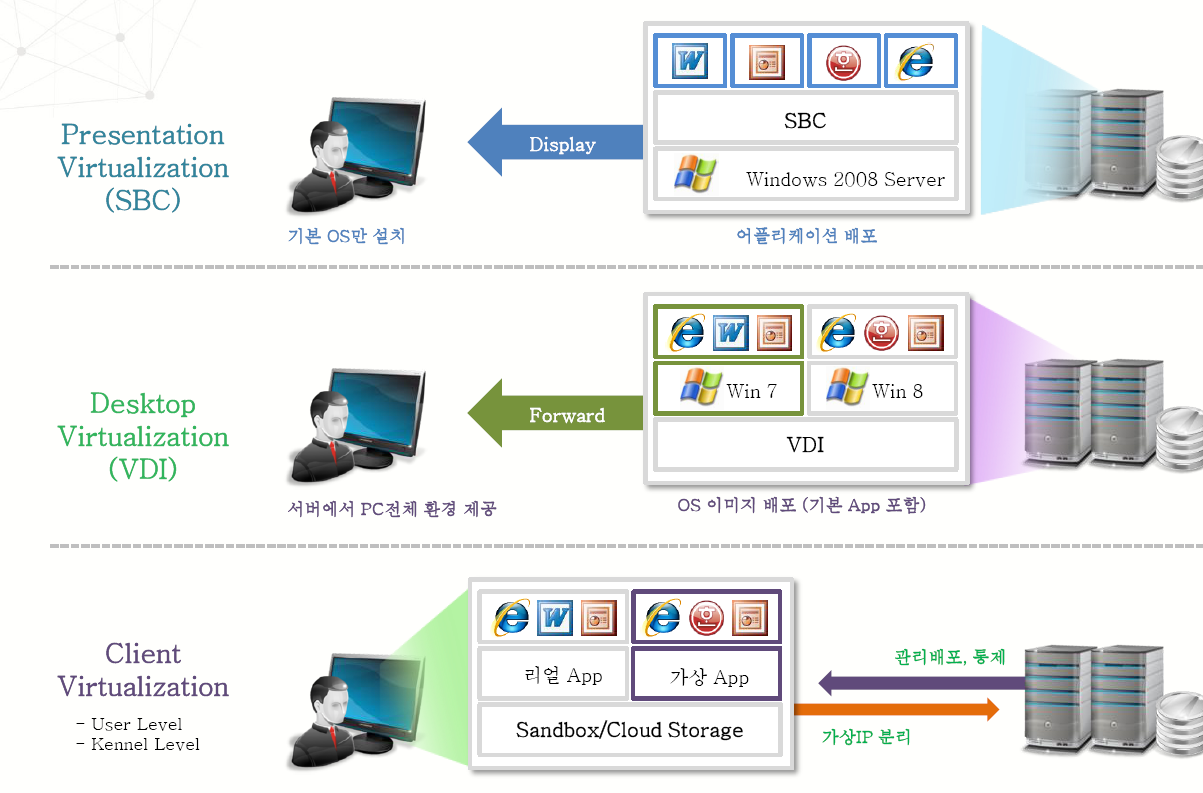 Presentation
Virtualization
(SBC)
기본 OS만 설치
Display
SBC
Windows 2008 Server
어플리케이션 배포
Desktop
Virtualization
(VDI)
서버에서 PC전체 환경 제공
Forward
Win 7
Win 8
VDI
OS 이미지 배포 (기본 App 포함)
Client
Virtualization
- User Level
- Kennel Level
리얼 App
가상 App
Sandbox/Cloud Storage
관리배포, 통제
가상IP 분리